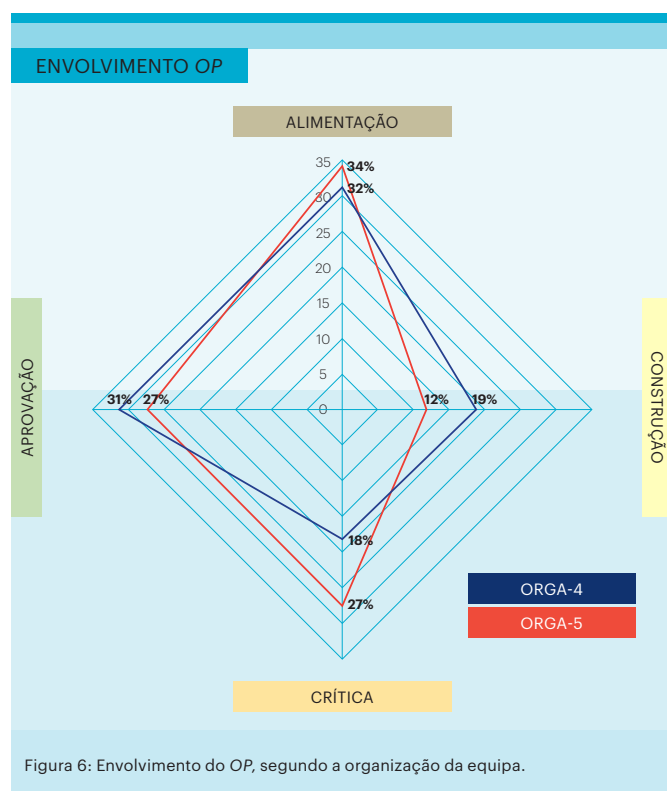 ENVOLVIMENTO OP
ALIMENTAÇÃO
35
34%
32%
30
25
20
15
10
5
0
31%
27%
12%
19%
APROVAÇÃO
CONSTRUÇÃO
18%
27%
ORGA-4
ORGA-5
CRÍTICA
Figura 6: Envolvimento do OP, segundo a organização da equipa.